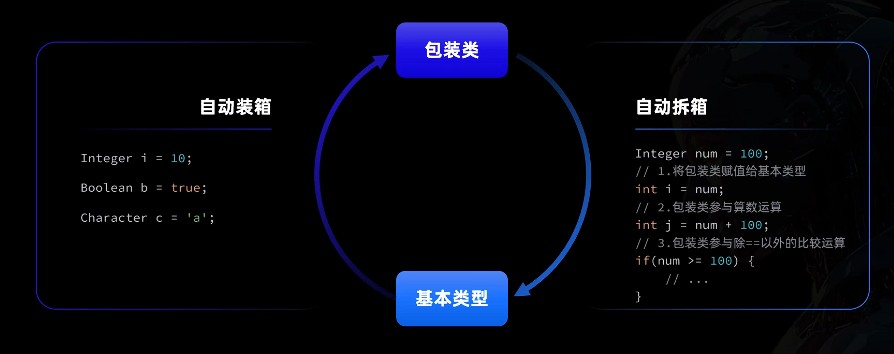 包装类
自动装箱
Integer i = 10;
Boolean b = true;
Character c = 'a';
自动拆箱
Integer num = 100;
// 1.将包装类赋值给基本类型
int i = num;
// 2.包装类参与算数运算
int j = num + 100;
// 3.包装类参与除==以外的比较运算
if(num >= 100) {
    // ...
}
基本类型